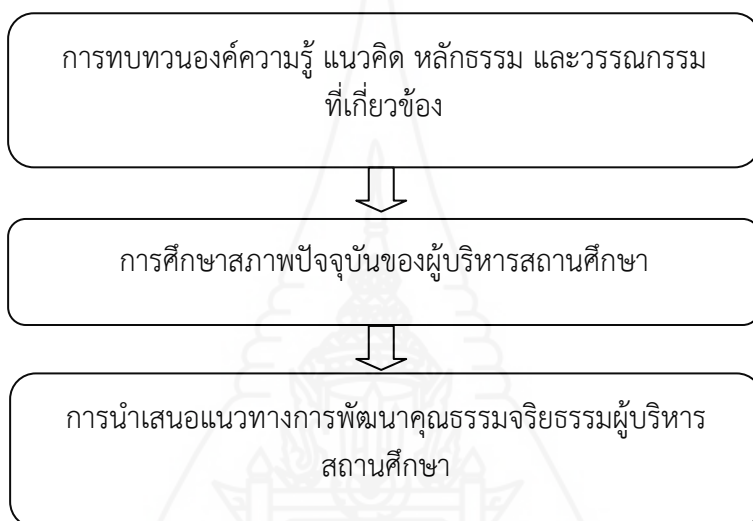 การทบทวนองค์ความรู้ แนวคิด หลักธรรม และวรรณกรรม
ที่เกี่ยวข้อง
การศึกษาสภาพปัจจุบันของผู้บริหารสถานศึกษา
การนำเสนอแนวทางการพัฒนาคุณธรรมจริยธรรมผู้บริหาร
สถานศึกษา